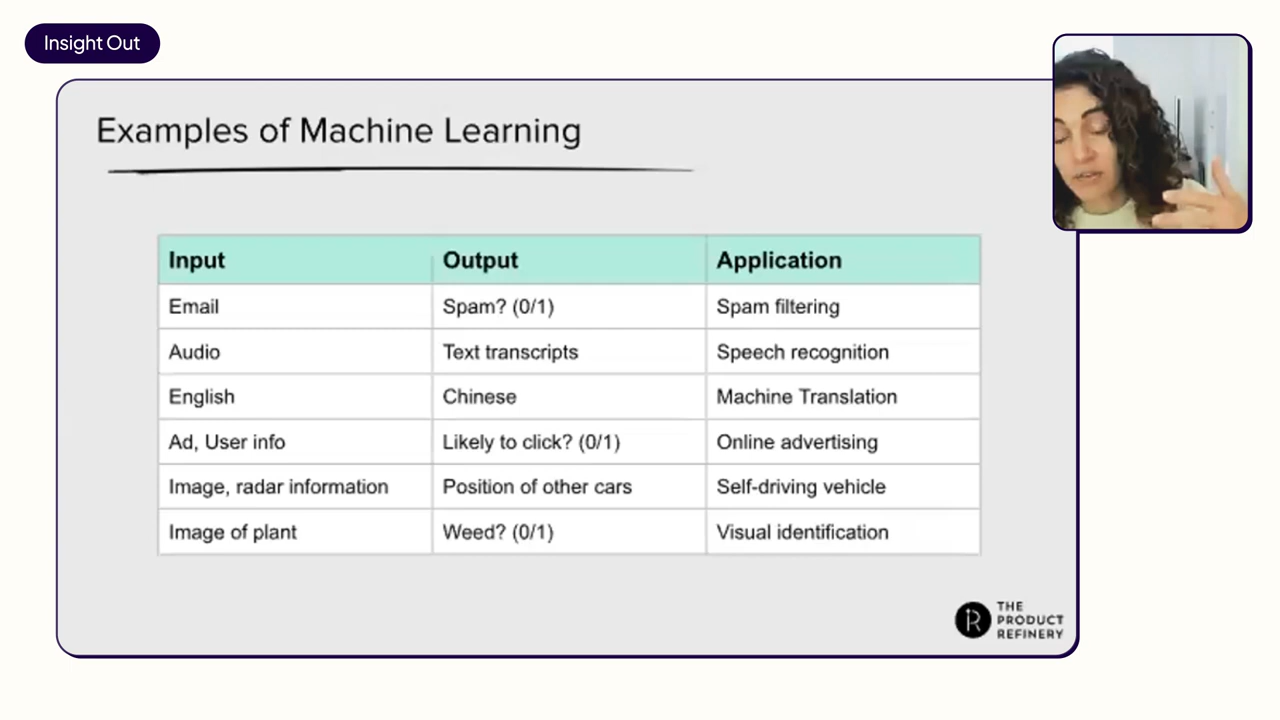 Insight Out
Examples of Machine Learning
Input Output Application
Email Spam? (0/1) Spam filtering
Audio Text transcripts Speech recognition
English Chinese Machine Translation
Ad, User info Likely to click? (0/1) Online advertising
Image, radar information Position of other cars Self-driving vehicle
Image of plant Weed? (0/1) Visual identification
THE
PRODUCT
REFINERY